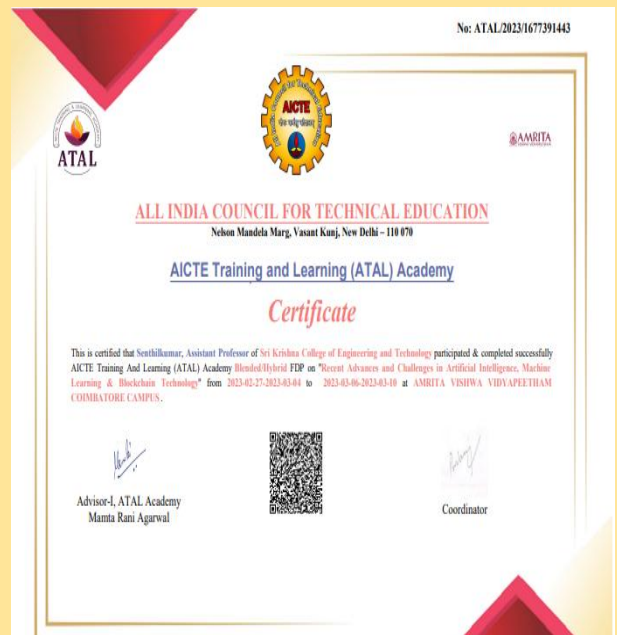 No: ATAL/2023/1677391443
AICTE
ATAL
AMRITA
ALL INDIA COUNCIL FOR TECHNICAL EDUCATION
Nelson Mandela Marg, Vasant Kunj, New Delhi – 110 070
AICTE Training and Learning (ATAL) Academy
Certificate
This is certified that Senthilkumar, Assistant Professor of Sri Krishna College of Engineering and Technology participated & completed successfully
AICTE Training And Learning (ATAL) Academy Blended/Hybrid FDP on "Recent Advances and Challenges in Artificial Intelligence, Machine
Learning & Blockchain Technology" from 2023-02-27-2023-03-04 to 2023-03-06-2023-03-10 at AMRITA VISHWA VIDYAPEETHAM
COIMBATORE CAMPUS .
Advisor-I, ATAL Academy
Mamta Rani Agarwal
Coordinator